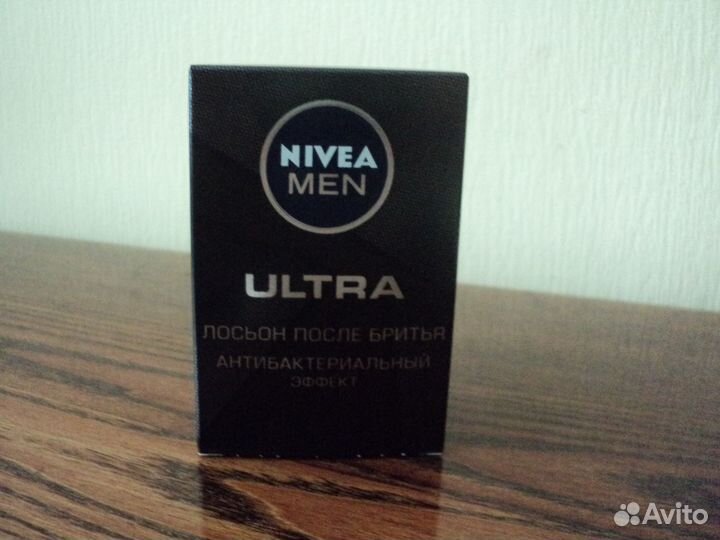 NIVEA
MEN
ULTRA
ЛОСЬОН ПОСЛЕ БРИТЬЯ
АНТИБАКТЕРИАЛЬНЫЙ
ЭФФЕКТ
Avito